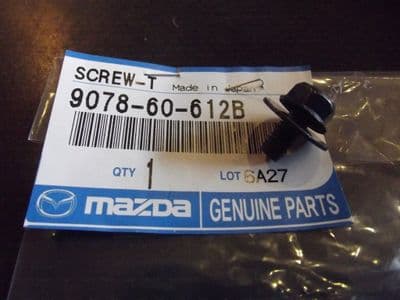 SCREW-T Made in Japan
9078-60-612B
QTY 1 LOT 6A27
mazda GENUINE PARTS